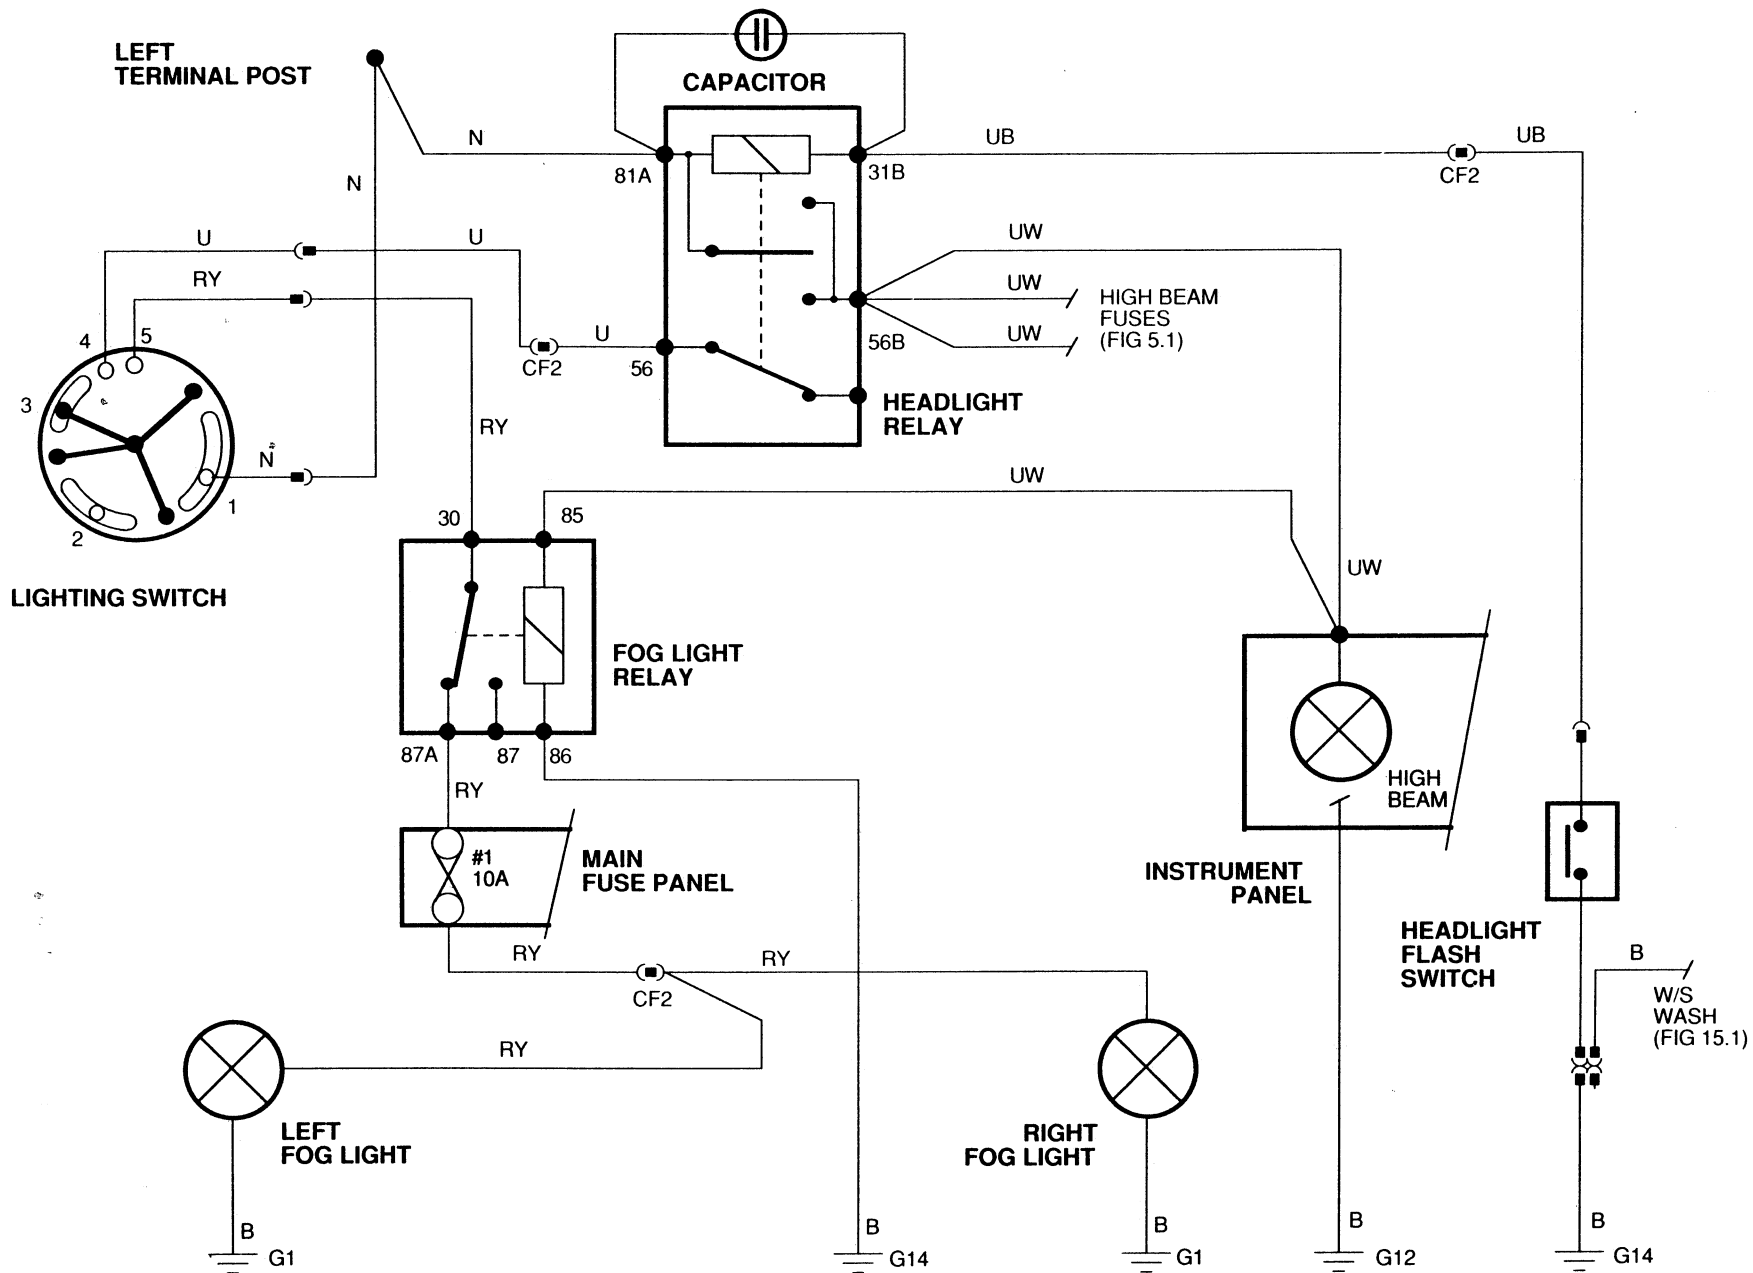 LEFT
TERMINAL POST
CAPACITOR
N
81A
31B
UB
CF2
UB
N
U
U
RY
UW
UW
HIGH BEAM
FUSES
(FIG 5.1)
UW
4
5
U
CF2
56
56B
HEADLIGHT
RELAY
3
RY
N
1
2
UW
30
85
LIGHTING SWITCH
UW
FOG LIGHT
RELAY
87A
87
86
RY
HIGH
BEAM
#1
10A
MAIN
FUSE PANEL
INSTRUMENT
PANEL
HEADLIGHT
FLASH
SWITCH
RY
RY
CF2
B
W/S
WASH
(FIG 15.1)
RY
LEFT
FOG LIGHT
RIGHT
FOG LIGHT
B
G1
B
G14
B
G1
B
G12
B
G14